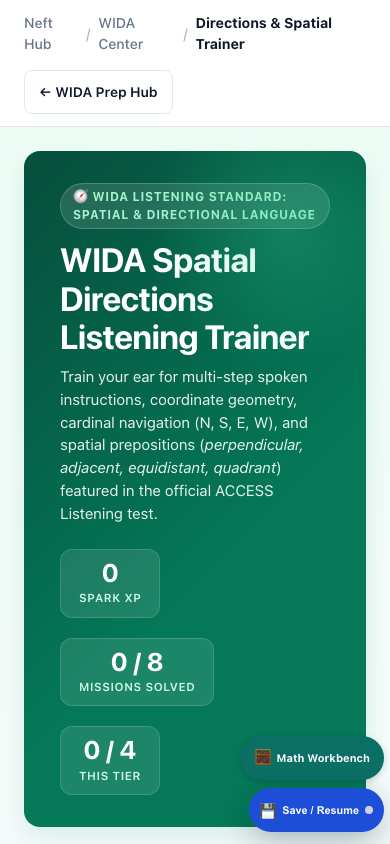 Neft Hub / WIDA Center / Directions & Spatial Trainer
← WIDA Prep Hub
🧭 WIDA LISTENING STANDARD:
SPATIAL & DIRECTIONAL LANGUAGE
WIDA Spatial
Directions
Listening Trainer
Train your ear for multi-step spoken
instructions, coordinate geometry,
cardinal navigation (N, S, E, W), and
spatial prepositions (perpendicular,
adjacent, equidistant, quadrant)
featured in the official ACCESS
Listening test.
0
SPARK XP
0 / 8
MISSIONS SOLVED
0 / 4
THIS TIER
🧮 Math Workbench
💾 Save / Resume